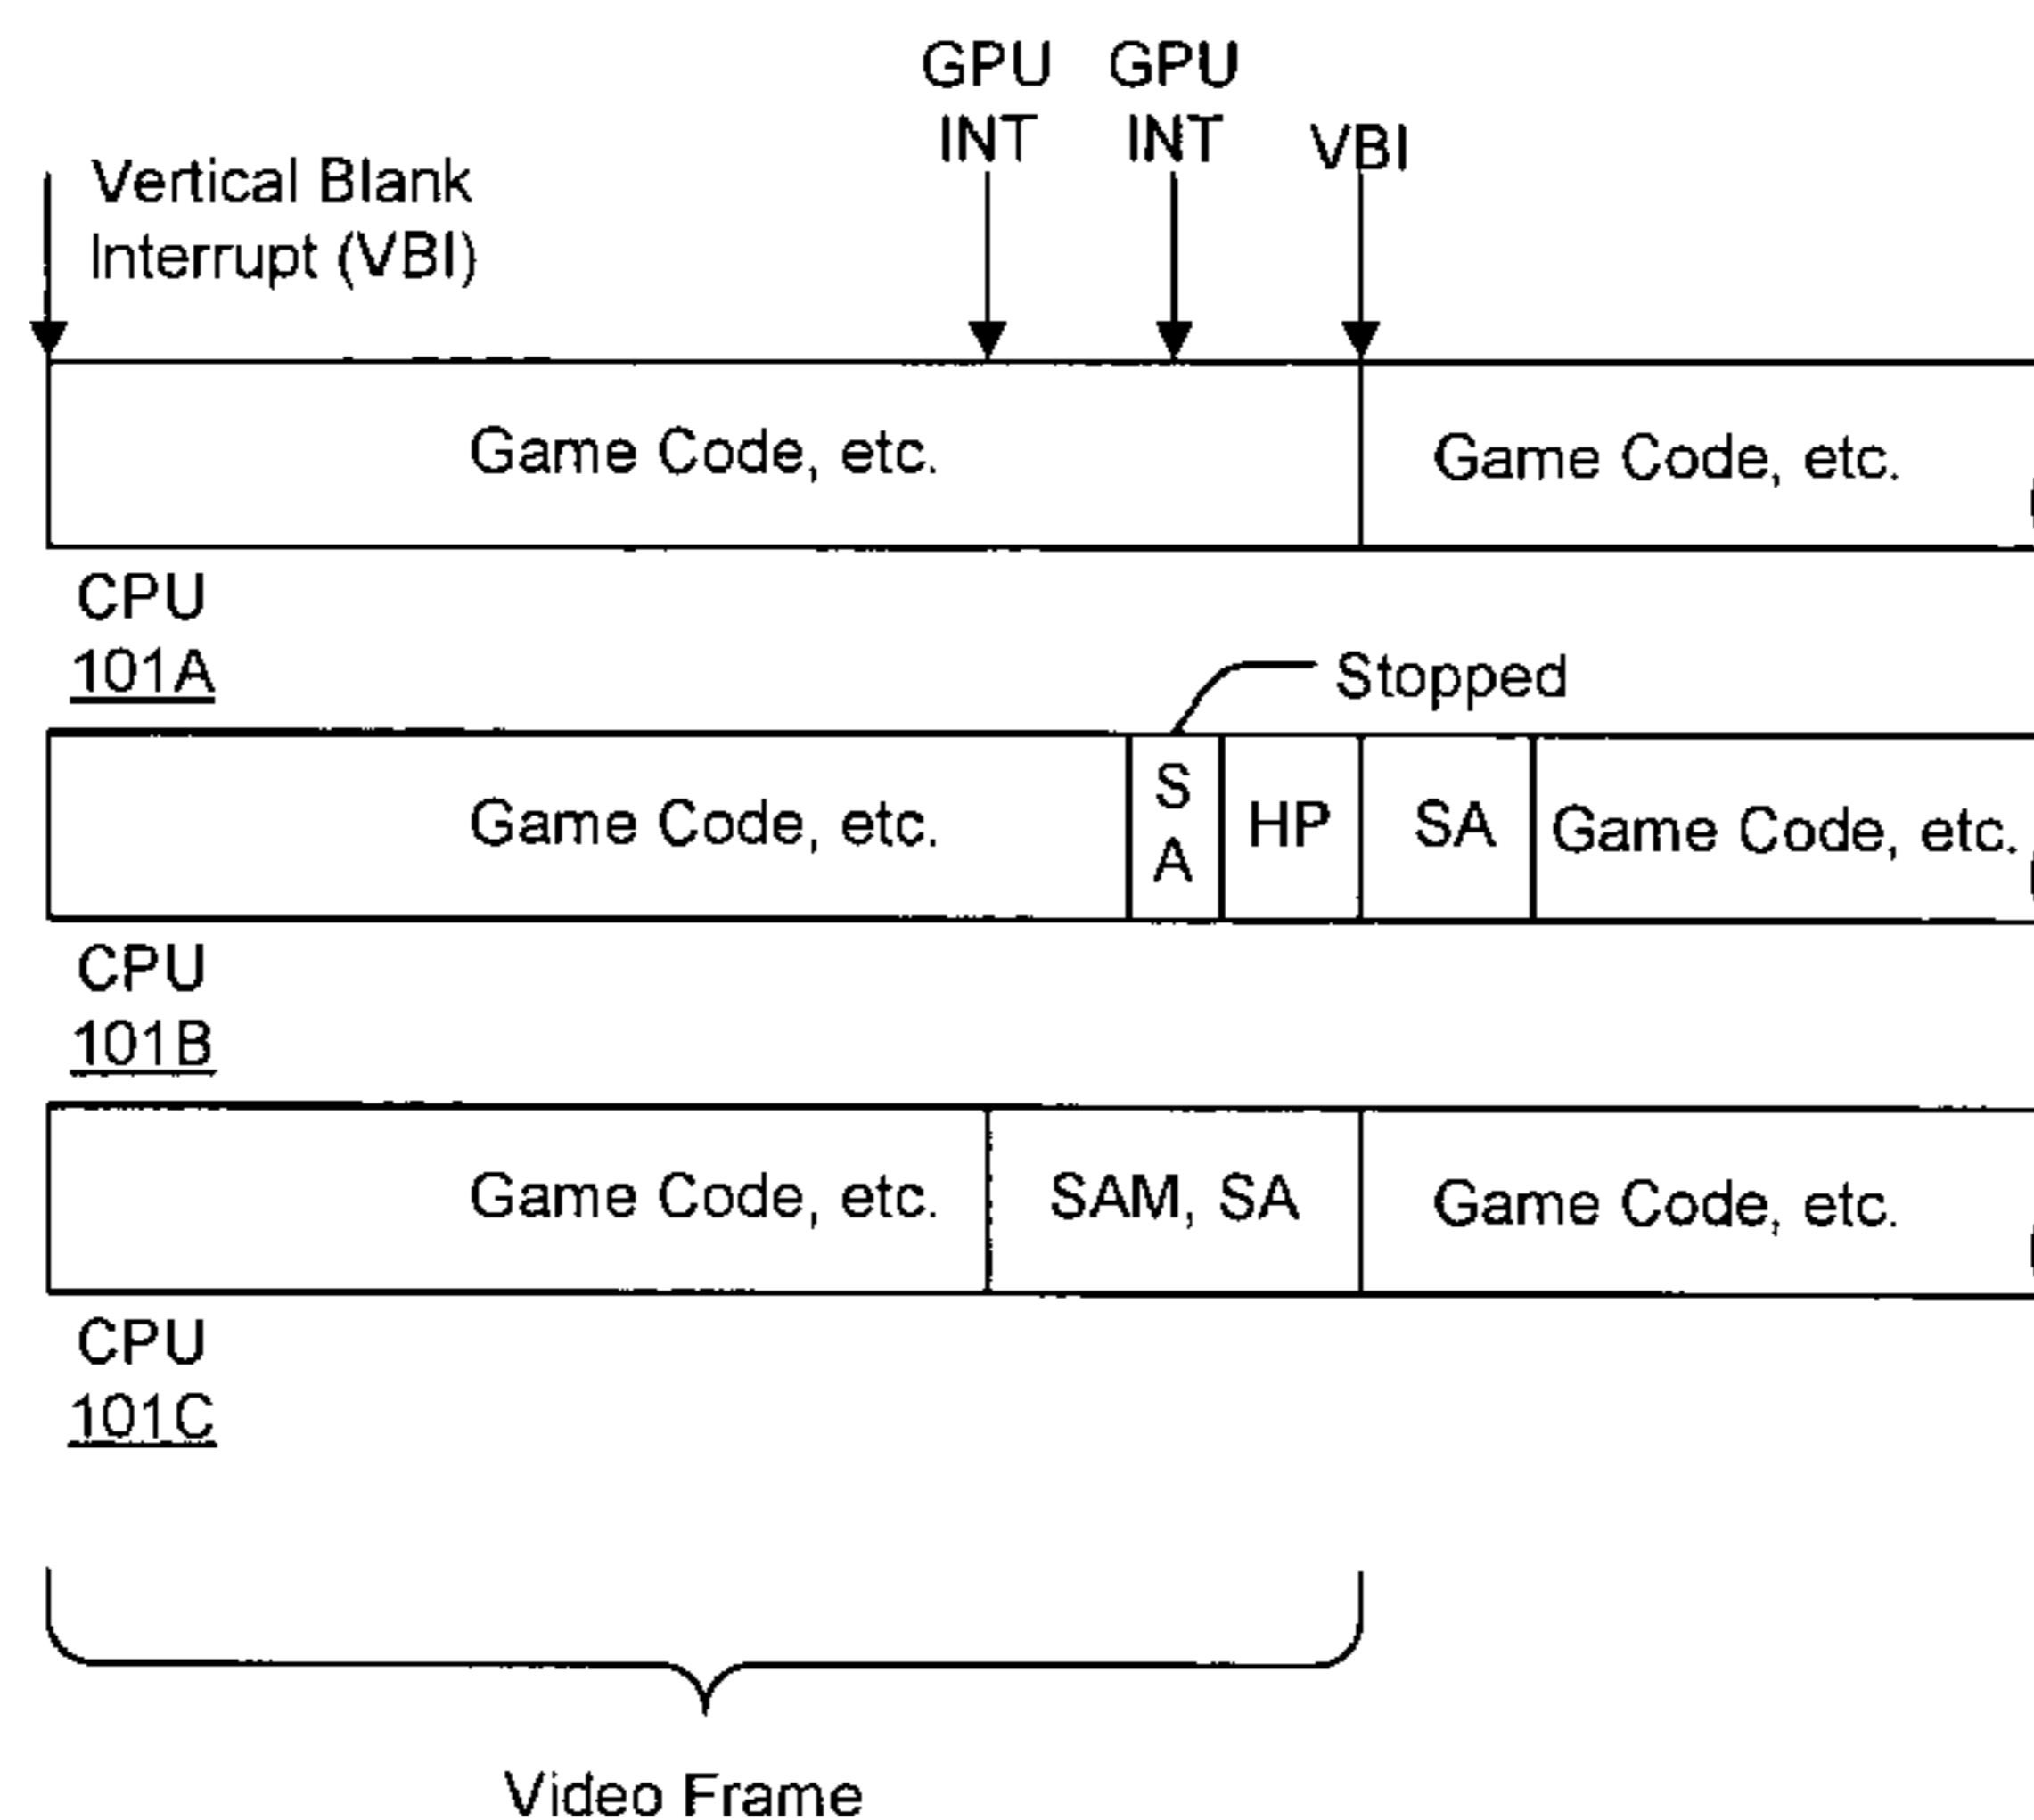 GPU GPU
INT INT VBI
Vertical Blank
Interrupt (VBI)
Game Code, etc. Game Code, etc.
CPU
101A
Stopped
Game Code, etc. S A HP SA Game Code, etc.
CPU
101B
Game Code, etc. SAM, SA Game Code, etc.
CPU
101C
Video Frame